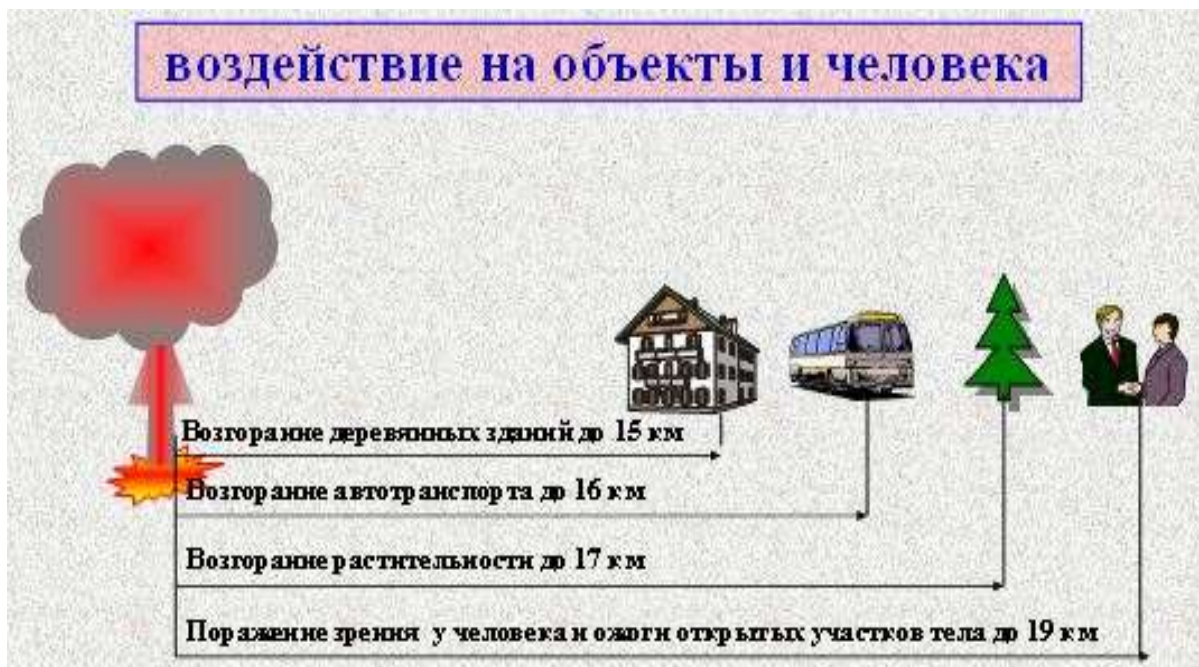 воздействие на объекты и человека
Возгорание деревянных зданий до 15 км
Возгорание автотранспорта до 16 км
Возгорание растительности до 17 км
Поражение зрения у человека и ожоги открытых участков тела до 19 км